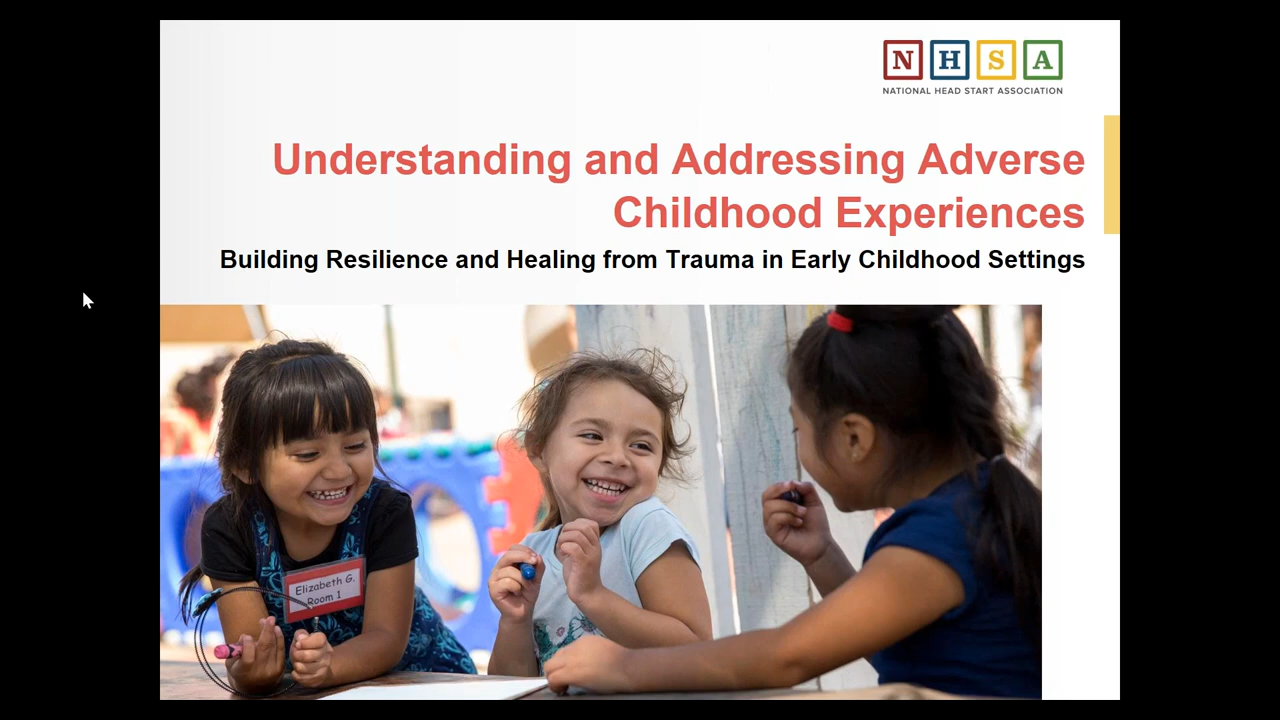 N H S A
NATIONAL HEAD START ASSOCIATION
Understanding and Addressing Adverse
Childhood Experiences
Building Resilience and Healing from Trauma in Early Childhood Settings
Elizabeth G.
Room 1